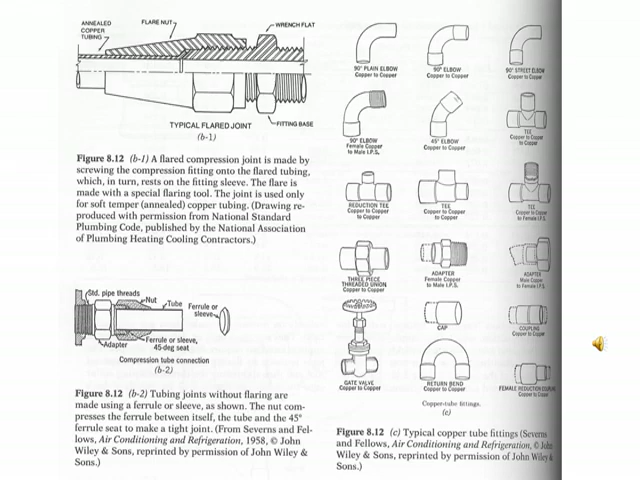 ANNEALED
COPPER
TUBING
FLARE NUT
WRENCH FLAT
TYPICAL FLARED JOINT
FITTING BASE
(b-1)
Figure 8.12 (b-1) A flared compression joint is made by
screwing the compression fitting onto the flared tubing,
which, in turn, rests on the fitting sleeve. The flare is
made with a special flaring tool. The joint is used only
for soft temper (annealed) copper tubing. (Drawing re-
produced with permission from National Standard
Plumbing Code, published by the National Association
of Plumbing Heating Cooling Contractors.)
Std. pipe threads
Nut
Tube
Ferrule or
sleeve
Adapter
Ferrule or sleeve,
45-deg seat
Compression tube connection
(b-2)
Figure 8.12 (b-2) Tubing joints without flaring are
made using a ferrule or sleeve, as shown. The nut com-
presses the ferrule between itself, the tube and the 45°
ferrule seat to make a tight joint. (From Severns and Fel-
lows, Air Conditioning and Refrigeration, 1958, © John
Wiley & Sons, reprinted by permission of John Wiley &
Sons.)
90° PLAIN ELBOW
Copper to Copper
90° ELBOW
Copper to Copper
90° STREET ELBOW
Copper to Copper
90° ELBOW
Female Copper
to Male I.P.S.
45° ELBOW
Copper to Copper
TEE
Copper to Copper
to Copper
REDUCTION TEE
Copper to Copper
to Copper
TEE
Copper to Copper
to Copper
TEE
Copper to Copper
to Female I.P.S.
THREE PIECE
THREADED UNION
Copper to Copper
ADAPTER
Female Copper
to Male I.P.S.
ADAPTER
Male Copper
to Female I.P.S.
CAP
COUPLING
Copper to Copper
GATE VALVE
Copper to Copper
RETURN BEND
Copper to Copper
FEMALE REDUCTION
Copper to Copper
Copper-tube fittings.
(c)
Figure 8.12 (c) Typical copper tube fittings (Severns
and Fellows, Air Conditioning and Refrigeration, © John
Wiley & Sons, reprinted by permission of John Wiley &
Sons.)